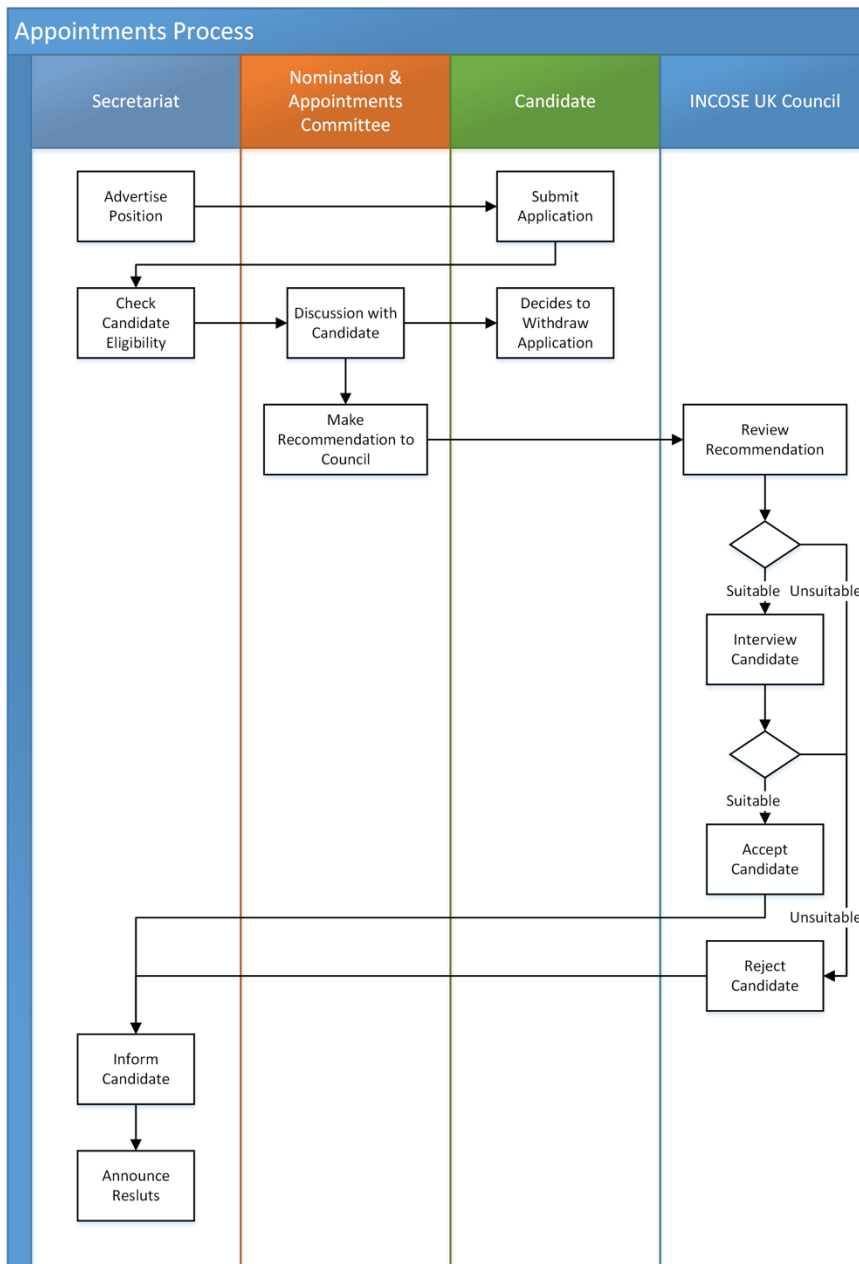 Appointments Process
Secretariat
Nomination &
Appointments
Committee
Candidate
INCOSE UK Council
Advertise
Position
Submit
Application
Check
Candidate
Eligibility
Discussion with
Candidate
Decides to
Withdraw
Application
Make
Recommendation to
Council
Review
Recommendation
Suitable
Unsuitable
Interview
Candidate
Suitable
Accept
Candidate
Unsuitable
Reject
Candidate
Inform
Candidate
Announce
Resluts